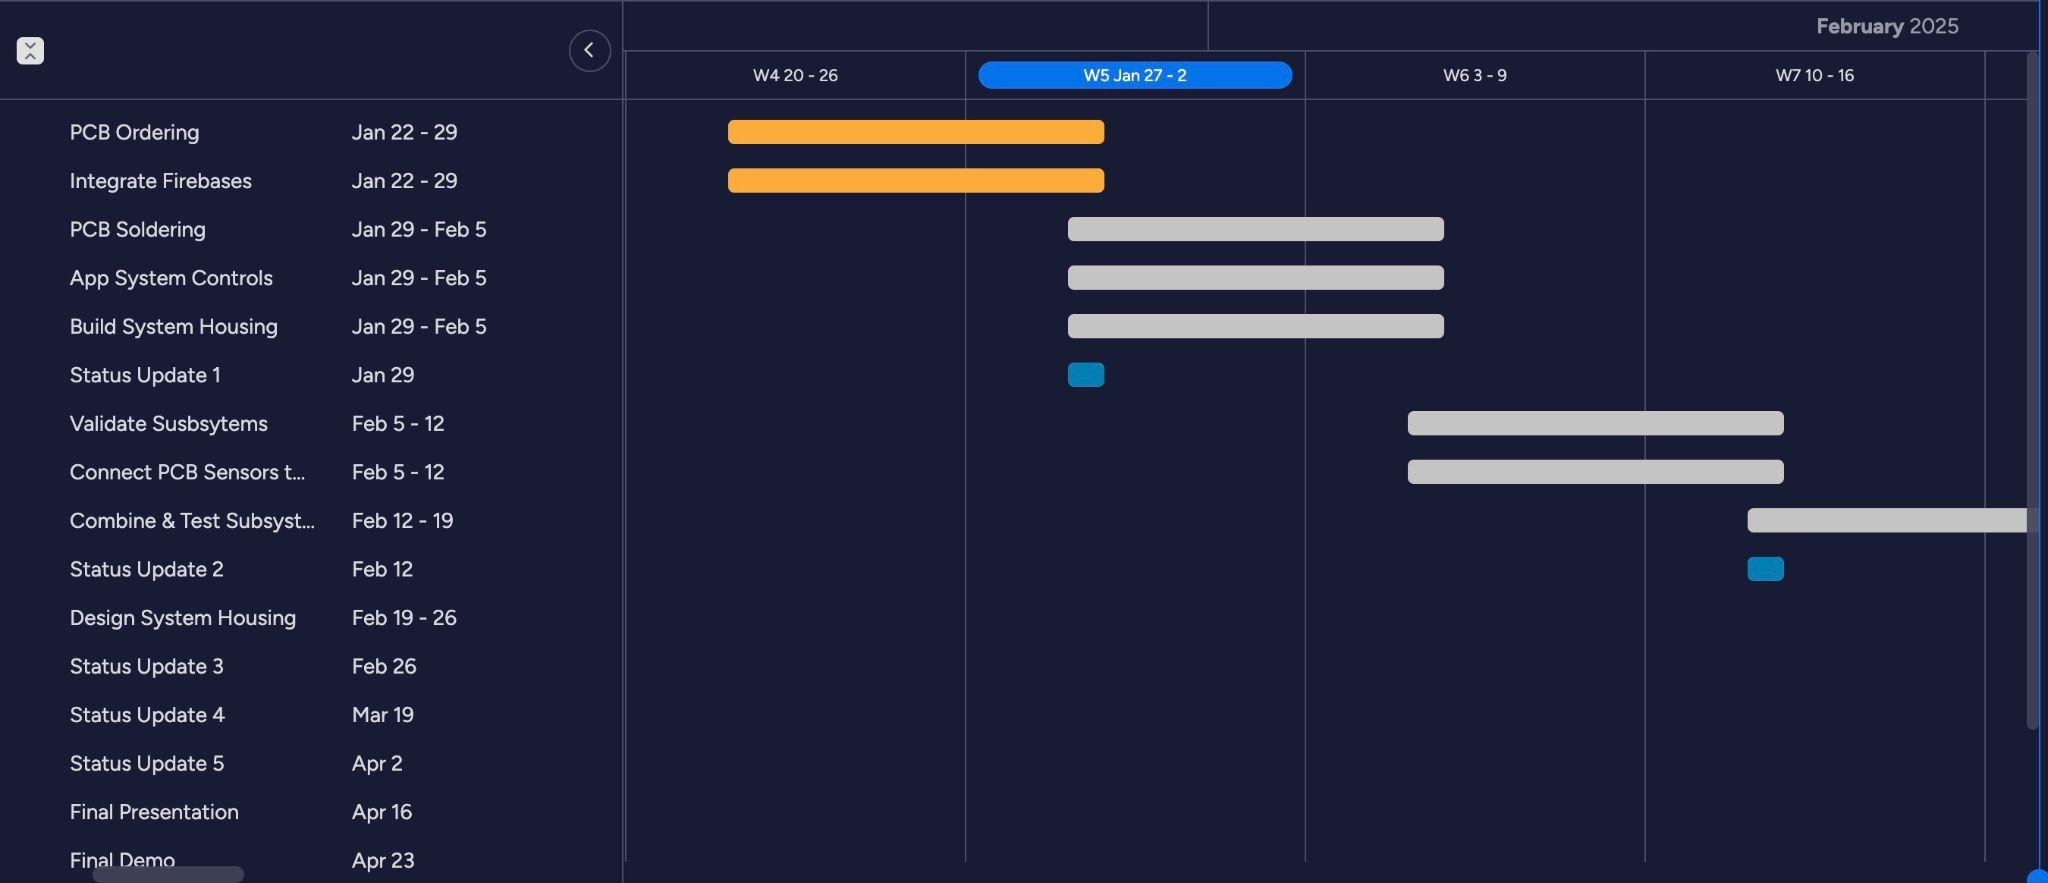 February 2025
W4 20 - 26
W5 Jan 27 - 2
W6 3 - 9
W7 10 - 16
PCB Ordering Jan 22 - 29
Integrate Firebases Jan 22 - 29
PCB Soldering Jan 29 - Feb 5
App System Controls Jan 29 - Feb 5
Build System Housing Jan 29 - Feb 5
Status Update 1 Jan 29
Validate Susbsytems Feb 5 - 12
Connect PCB Sensors t... Feb 5 - 12
Combine & Test Subsyst... Feb 12 - 19
Status Update 2 Feb 12
Design System Housing Feb 19 - 26
Status Update 3 Feb 26
Status Update 4 Mar 19
Status Update 5 Apr 2
Final Presentation Apr 16
Final Demo Apr 23